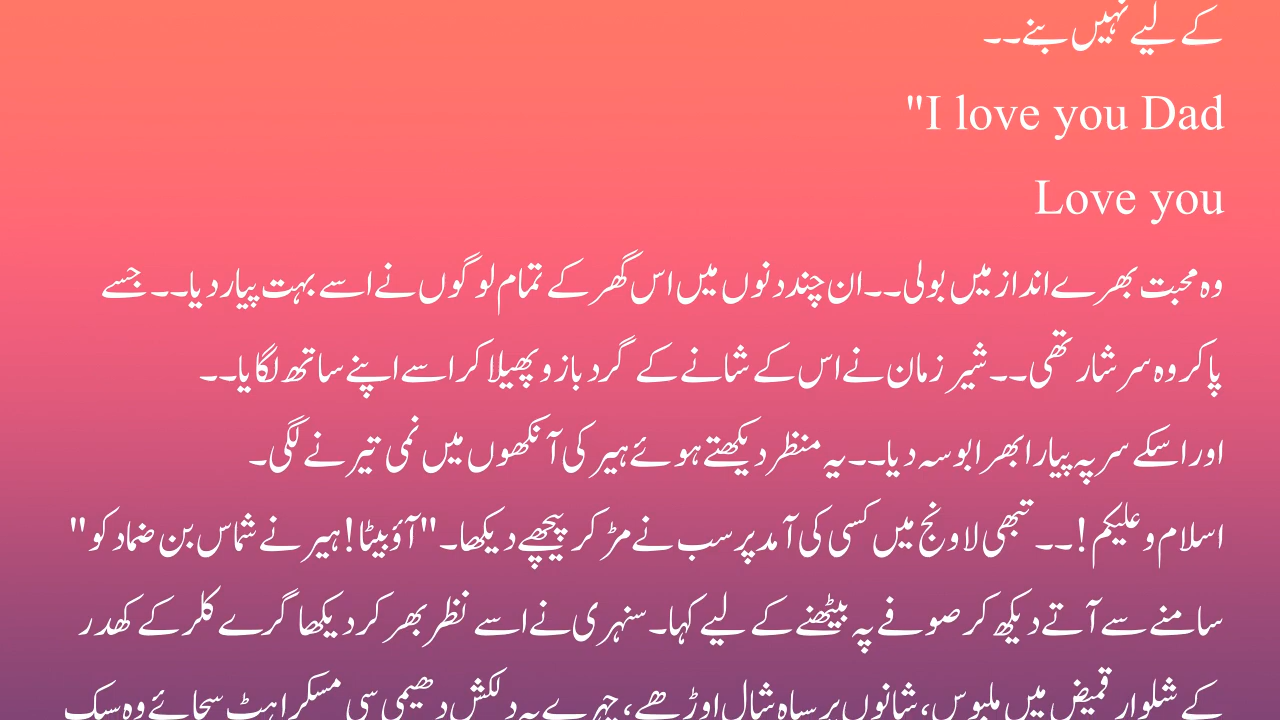 کے لیے نہیں بنے۔۔
"I love you Dad
Love you
وہ محبت بھرے انداز میں بولی۔۔ان چند دنوں میں اس گھر کے تمام لوگوں نے اسے بہت پیار دیا۔۔ جسے
پا کر وہ سرشار تھی۔۔ شیر زمان نے اس کے شانے کے گرد بازو پھیلا کر اسے اپنے ساتھ لگایا۔۔
اور اسکے سر پہ پیار ابھرا بوسہ دیا۔۔ یہ منظر دیکھتے ہوئے ہیر کی آنکھوں میں نمی تیرنے لگی۔
اسلام و علیکم!۔۔ تبھی لاونج میں کسی کی آمد پر سب نے مڑ کر پیچھے دیکھا۔ "آؤ بیٹا! ہیر نے شماس بن ضماد کو"
سامنے سے آتے دیکھ کر صوفے پہ بیٹھنے کے لیے کہا۔ سنہری نے اسے نظر بھر کر دیکھا گرے کلر کے کھدر
کے شلوار قمیض میں ملبوس، شانوں پر سیاہ شال اوڑھے، چہرے پہ دلکش دھیمی سی مسکراہٹ سجائے وہ سب